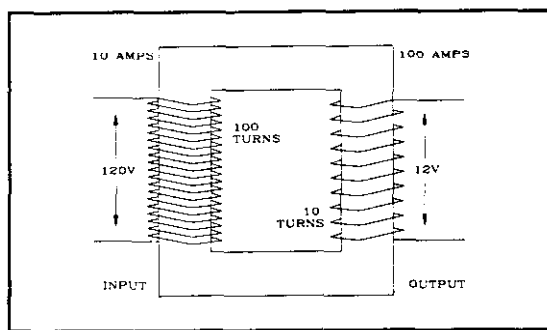 10 AMPS
100 AMPS
100
TURNS
120V
12V
10
TURNS
INPUT
OUTPUT